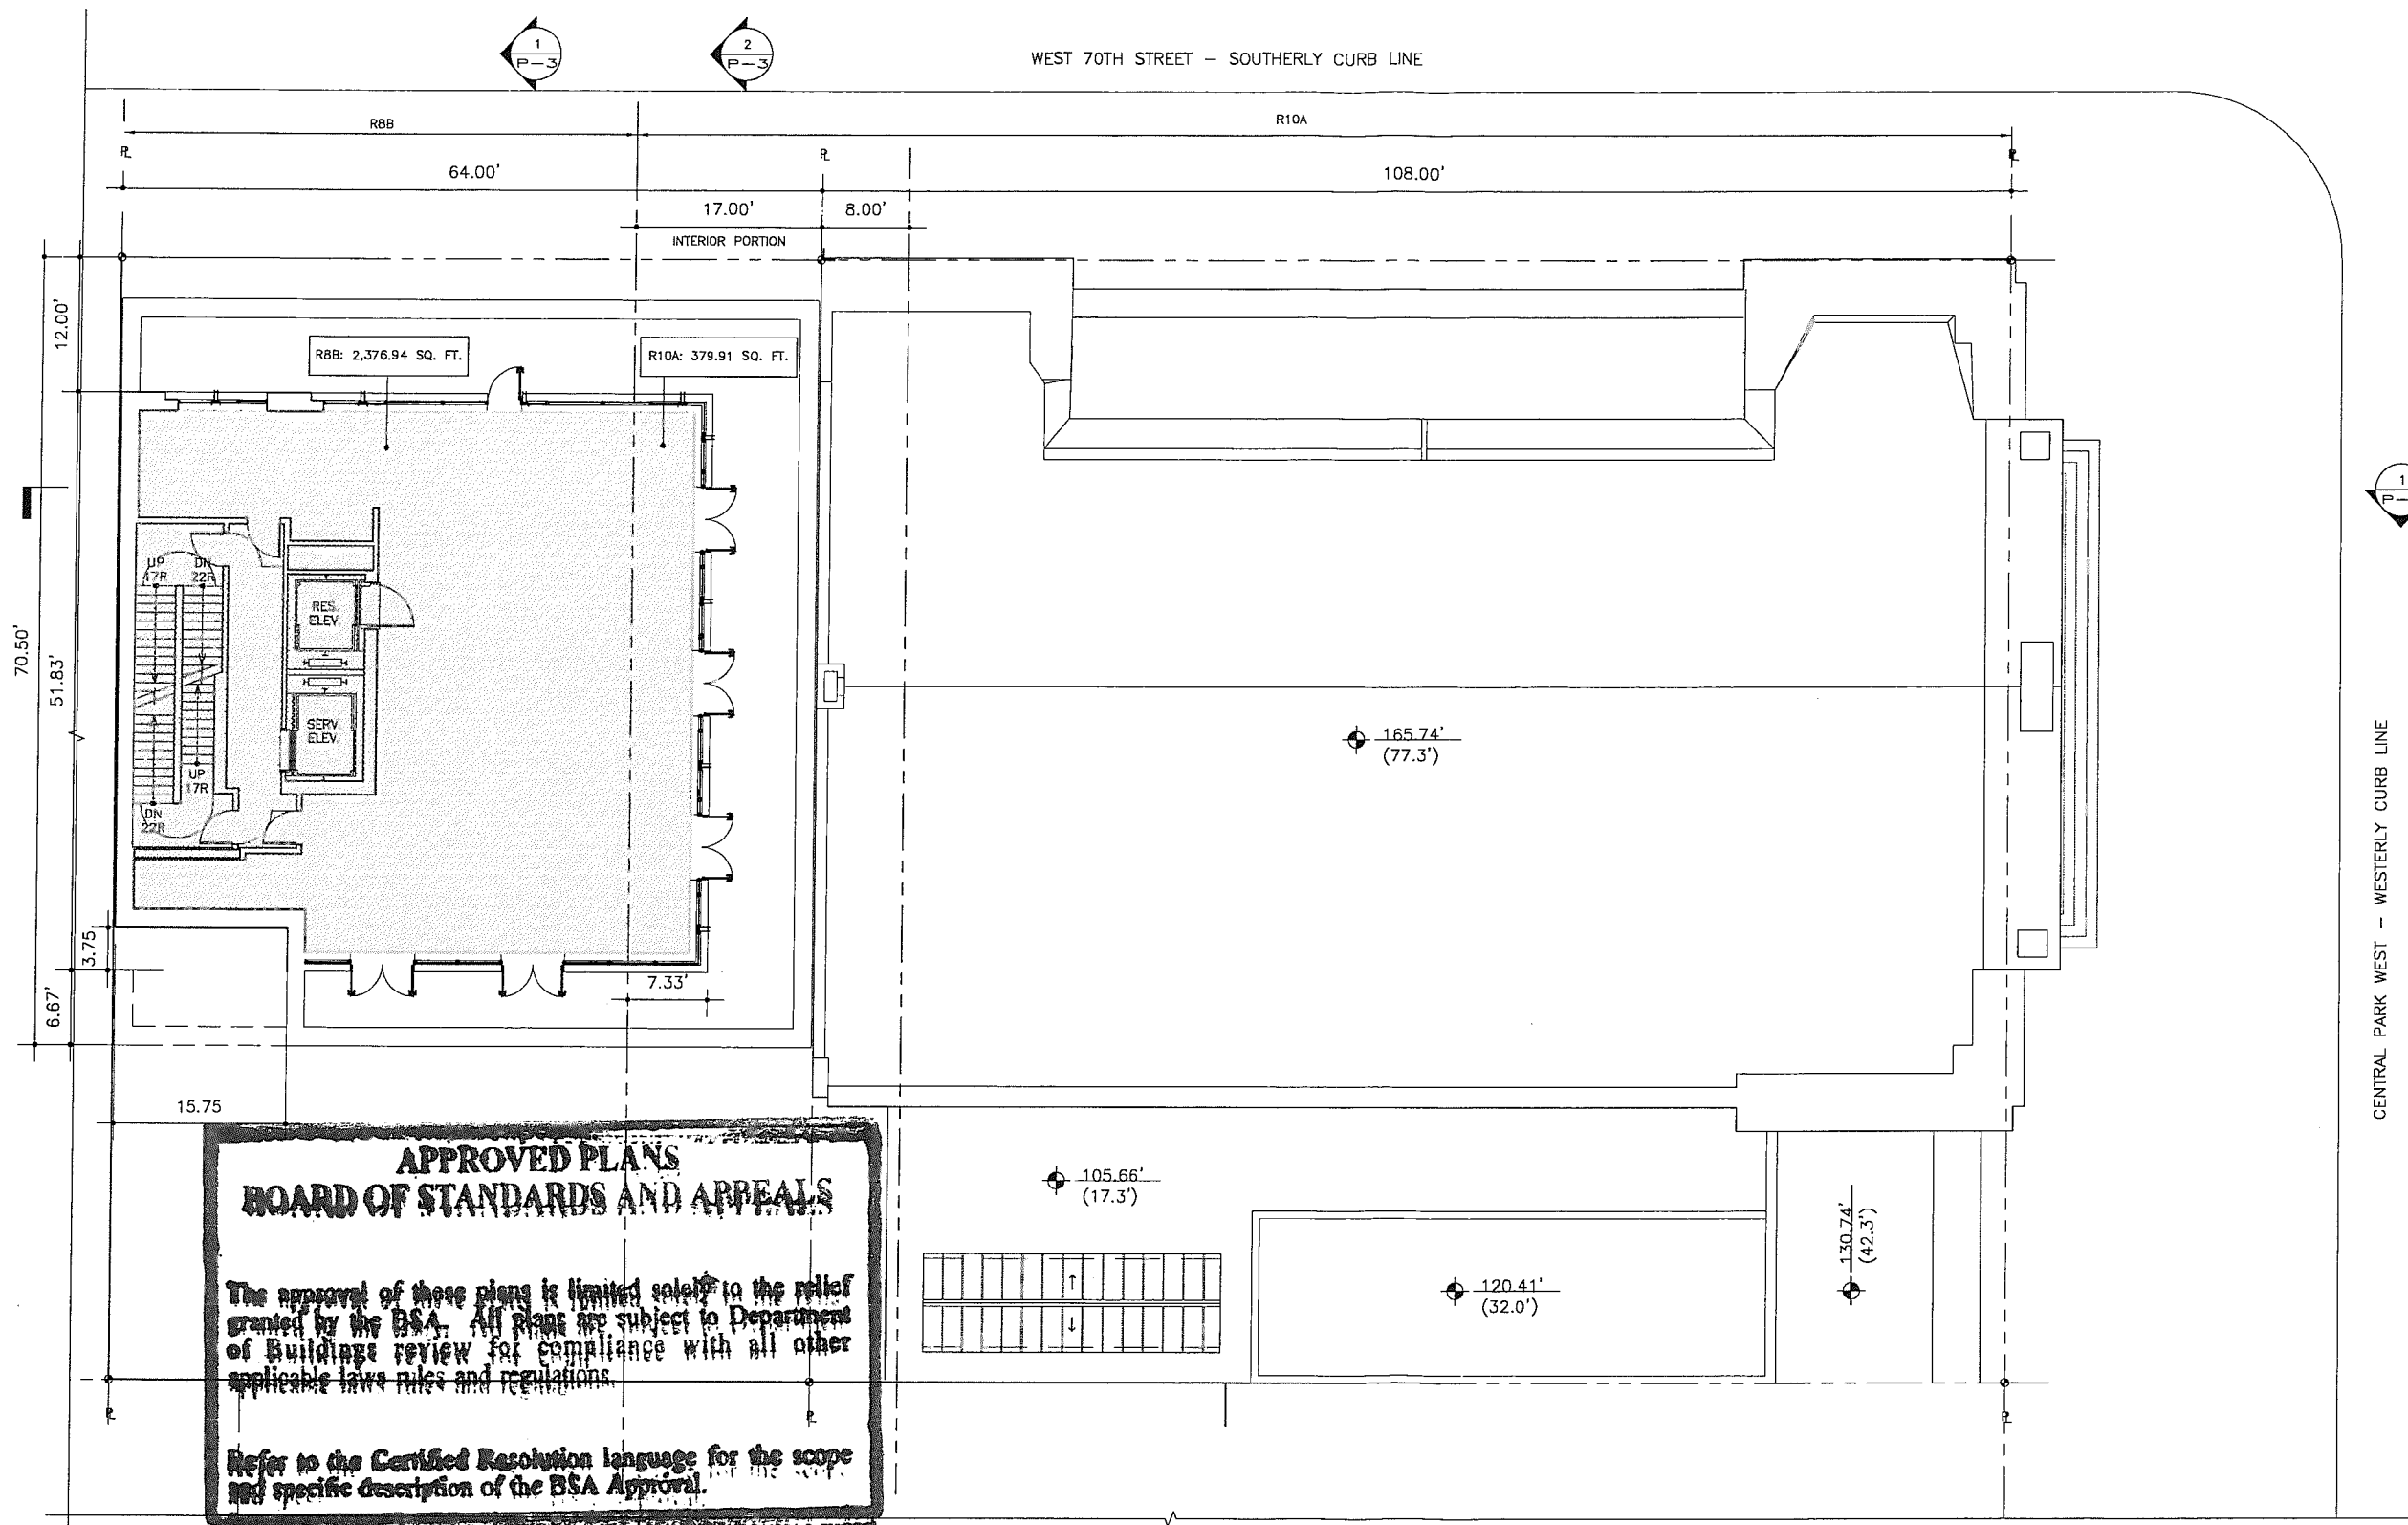 1
P-3
2
P-3
WEST 70TH STREET - SOUTHERLY CURB LINE
R8B
R10A
64.00'
108.00'
17.00'
8.00'
INTERIOR PORTION
12.00'
R8B: 2,376.94 SQ. FT.
R10A: 379.91 SQ. FT.
1
70.50'
51.83'
UP
17R
DN
22R
RES.
ELEV.
SERV.
ELEV.
UP
17R
DN
22R
165.74'
(77.3')
CENTRAL PARK WEST - WESTERLY CURB LINE
3.75
6.67'
7.33'
15.75
APPROVED PLANS
BOARD OF STANDARDS AND APPEALS
The approval of these plans is limited solely to the relief
granted by the BSA. All plans are subject to Department
of Buildings review for compliance with all other
applicable laws rules and regulations.
Refer to the Certified Resolution language for the scope
and specific description of the BSA Approval.
105.66'
(17.3')
120.41'
(32.0')
130.74'
(42.3')